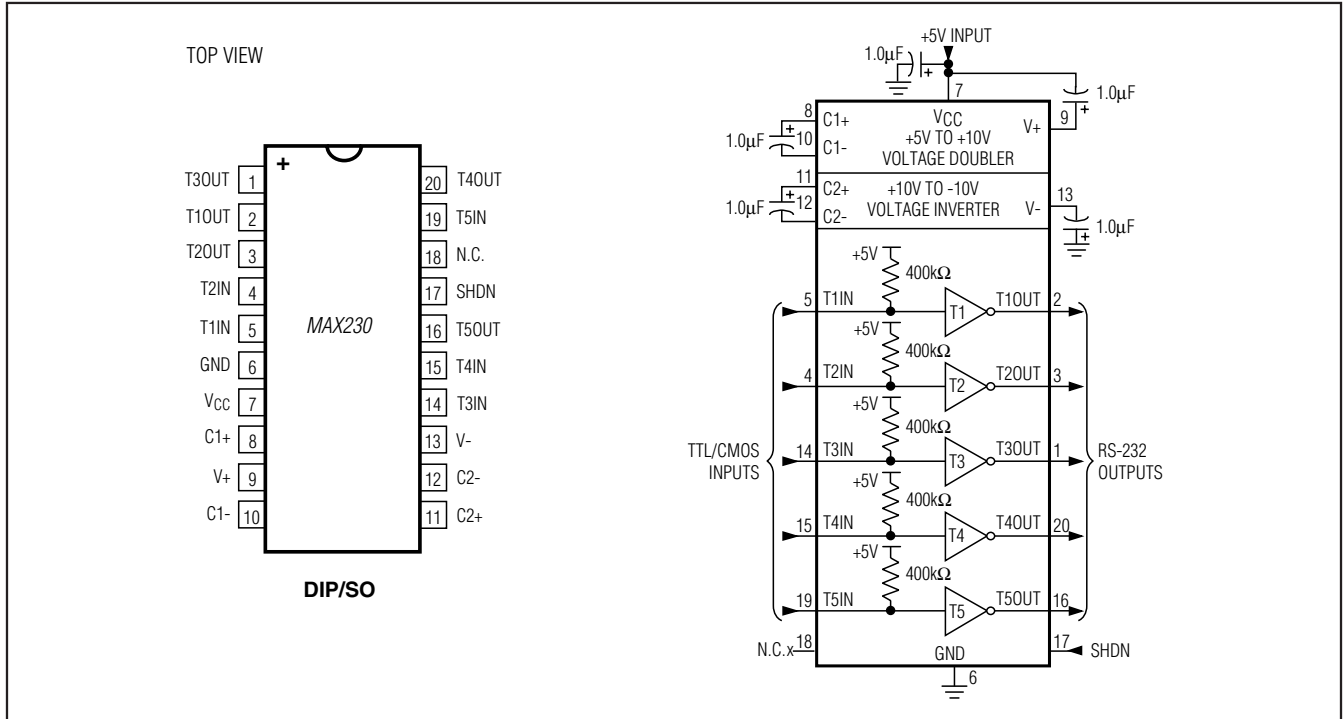 TOP VIEW
+
MAX230
T3OUT 1
T1OUT 2
T2OUT 3
T2IN 4
T1IN 5
GND 6
VCC 7
C1+ 8
V+ 9
C1- 10
20 T4OUT
19 T5IN
18 N.C.
17 SHDN
16 T5OUT
15 T4IN
14 T3IN
13 V-
12 C2-
11 C2+
DIP/SO
+5V INPUT
1.0μF
+
7
1.0μF
+
9
V+
8
C1+
1.0μF
+
10
C1-
VCC
+5V TO +10V
VOLTAGE DOUBLER
11
C2+
1.0μF
+
12
C2-
+10V TO -10V
VOLTAGE INVERTER
V-
13
1.0μF
+
TTL/CMOS
INPUTS
+5V
400kΩ
5 T1IN T1 T1OUT 2
+5V
400kΩ
4 T2IN T2 T2OUT 3
+5V
400kΩ
14 T3IN T3 T3OUT 1
+5V
400kΩ
15 T4IN T4 T4OUT 20
+5V
400kΩ
19 T5IN T5 T5OUT 16
RS-232
OUTPUTS
N.C. x 18
GND
6
17 SHDN